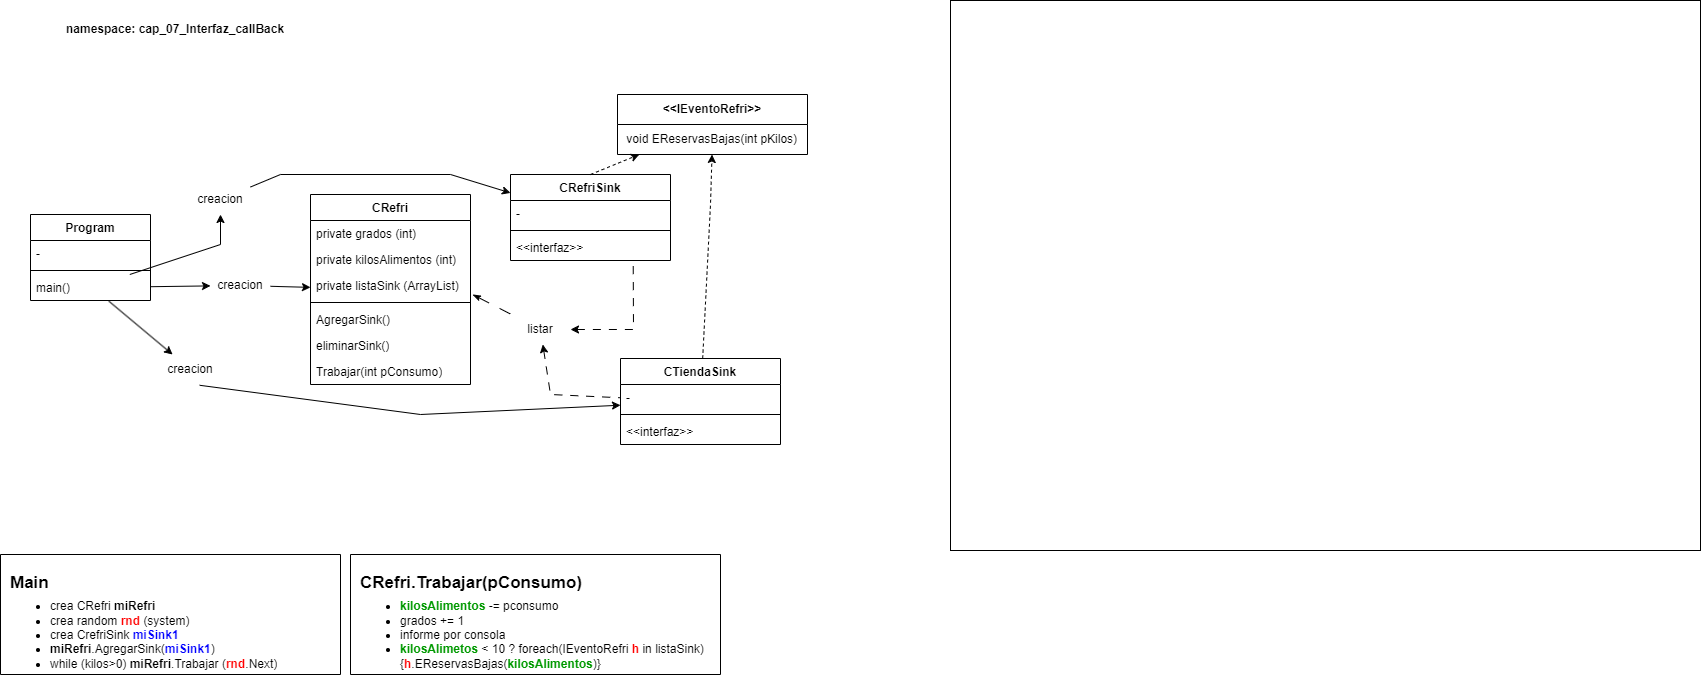 namespace: cap_07_Interfaz_callBack
<<IEventoRefri>>
void EReservasBajas(int pKilos)
creacion
CRefriSink
-
<<interfaz>>
CRefri
private grados (int)
private kilosAlimentos (int)
private listaSink (ArrayList)
AgregarSink()
eliminarSink()
Trabajar(int pConsumo)
Program
-
main()
creacion
listar
creacion
CTiendaSink
-
<<interfaz>>
Main
crea CRefri miRefri
crea random rnd (system)
crea CrefriSink miSink1
miRefri.AgregarSink(miSink1)
while (kilos>0) miRefri.Trabajar (rnd.Next)
CRefri.Trabajar(pConsumo)
kilosAlimentos -= pconsumo
grados += 1
informe por consola
kilosAlimetos < 10 ? foreach(IEventoRefri h in listaSink)
{h.EReservasBajas(kilosAlimentos)}